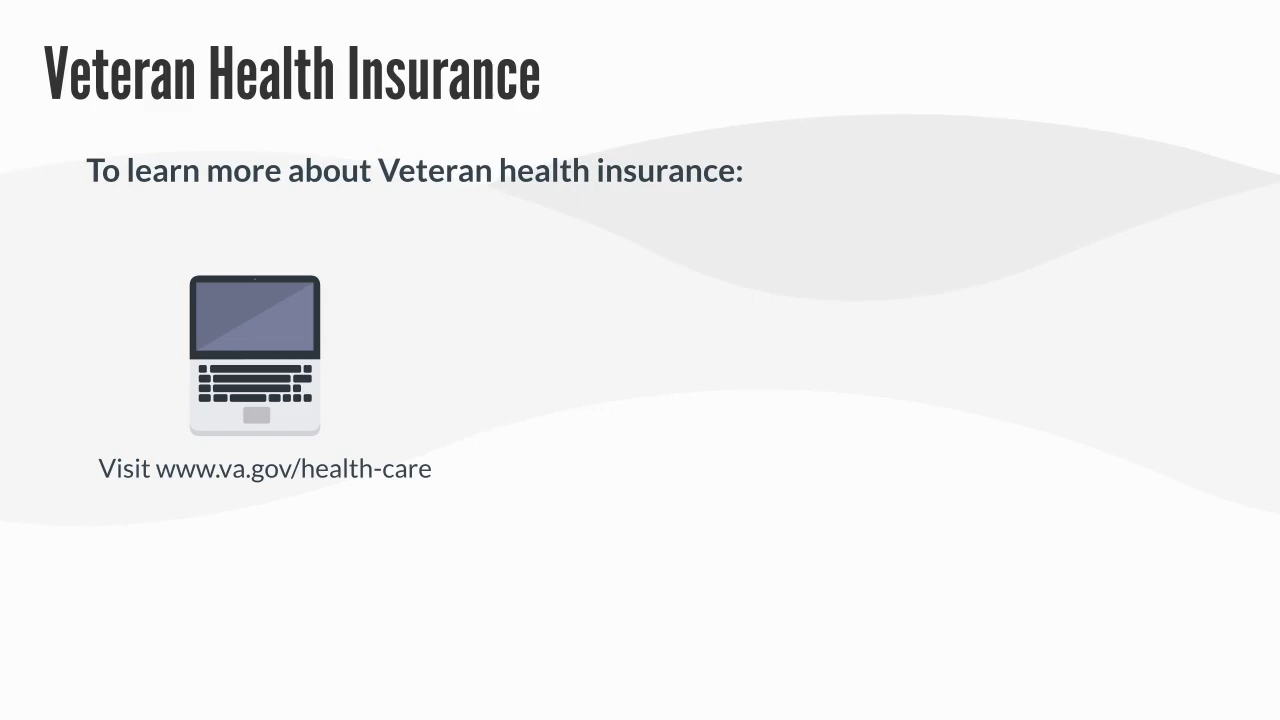 Veteran Health Insurance
To learn more about Veteran health insurance:
Visit www.va.gov/health-care